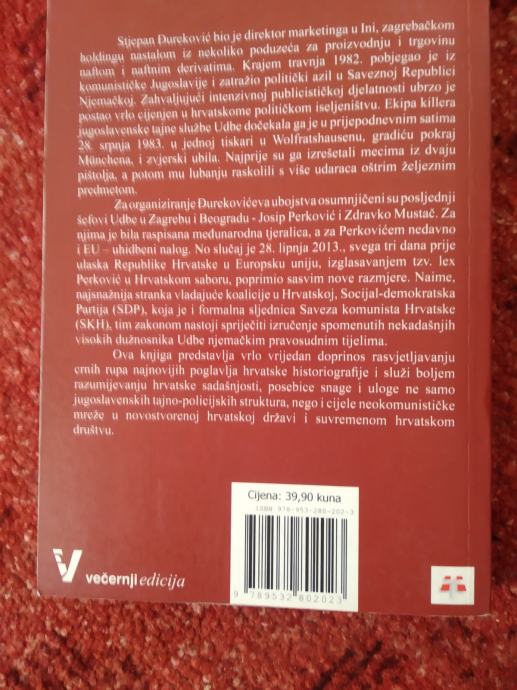 Stjepan Đureković bio je direktor marketinga u Ini, zagrebačkom
holdingu nastalom iz nekoliko poduzeća za proizvodnju i trgovinu
naftom i naftnim derivatima. Krajem travnja 1982. pobjegao je iz
komunističke Jugoslavije i zatražio politički azil u Saveznoj Republici
Njemačkoj. Zahvaljujući intenzivnoj publicističkoj djelatnosti ubrzo je
postao vrlo cijenjen u hrvatskome političkom iseljeništvu. Ekipa killera
jugoslavenske tajne službe Udbe dočekala ga je u prijepodnevnim satima
28. srpnja 1983. u jednoj tiskari u Wolfratshausenu, gradiću pokraj
Münchena, i zvjerski ubila. Najprije su ga izrešetali mecima iz dvaju
pištolja, a potom mu lubanju raskolili s više udaraca oštrim željeznim
predmetom.
Za organiziranje Đurekovićeva ubojstva osumnjičeni su posljednji
šefovi Udbe u Zagrebu i Beogradu - Josip Perković i Zdravko Mustač. Za
njima je bila raspisana međunarodna tjeralica, a za Perkovićem nedavno
i EU – uhidbeni nalog. No slučaj je 28. lipnja 2013., svega tri dana prije
ulaska Republike Hrvatske u Europsku uniju, izglasavanjem tzv. lex
Perković u Hrvatskom saboru, poprimio sasvim nove razmjere. Naime,
najsnažnija stranka vladajuće koalicije u Hrvatskoj, Socijal-demokratska
Partija (SDP), koja je i formalna sljednica Saveza komunista Hrvatske
(SKH), tim zakonom nastoji spriječiti izručenje spomenutih nekadašnjih
visokih dužnosnika Udbe njemačkim pravosudnim tijelima.
Ova knjiga predstavlja vrlo vrijedan doprinos rasvjetljavanju
crnih rupa najnovijih poglavlja hrvatske historiografije i služi boljem
razumijevanju hrvatske sadašnjosti, posebice snage i uloge ne samo
jugoslavenskih tajno-policijskih struktura, nego i cijele neokomunističke
mreže u novostvorenoj hrvatskoj državi i suvremenom hrvatskom
društvu.
Cijena: 39,90 kuna
ISBN 978-953-280-202-3
9 789532 802023
večernji edicija